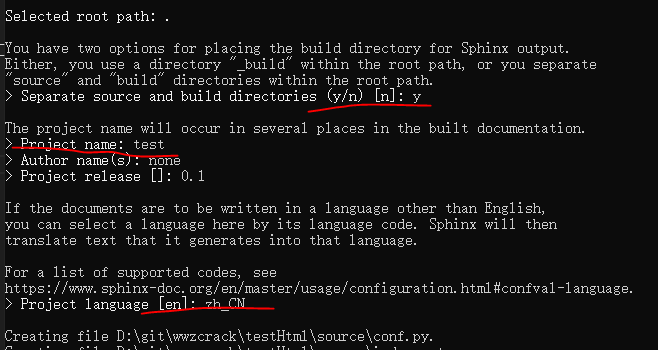 Selected root path: .
You have two options for placing the build directory for Sphinx output.
Either, you use a directory "_build" within the root path, or you separate
"source" and "build" directories within the root path.
> Separate source and build directories (y/n) [n]: y
The project name will occur in several places in the built documentation.
> Project name: test
> Author name(s): none
> Project release []: 0.1
If the documents are to be written in a language other than English,
you can select a language here by its language code. Sphinx will then
translate text that it generates into that language.
For a list of supported codes, see
https://www.sphinx-doc.org/en/master/usage/configuration.html#confval-language.
> Project language [en]: zh_CN
Creating file D:\git\wwzcrack\testHtml\source\conf.py.